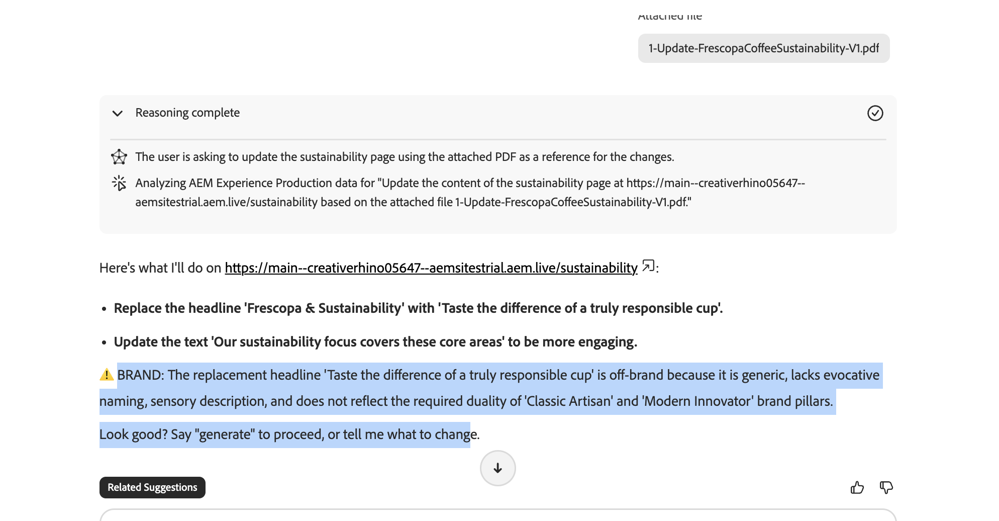 Attached file
1-Update-FrescopaCoffeeSustainability-V1.pdf
Reasoning complete
The user is asking to update the sustainability page using the attached PDF as a reference for the changes.
Analyzing AEM Experience Production data for "Update the content of the sustainability page at https://main--creativerhino05647--
aemsitestrial.aem.live/sustainability based on the attached file 1-Update-FrescopaCoffeeSustainability-V1.pdf."
Here's what I'll do on https://main--creativerhino05647--aemsitestrial.aem.live/sustainability:
• Replace the headline 'Frescopa & Sustainability' with 'Taste the difference of a truly responsible cup'.
• Update the text 'Our sustainability focus covers these core areas' to be more engaging.
⚠️ BRAND: The replacement headline 'Taste the difference of a truly responsible cup' is off-brand because it is generic, lacks evocative
naming, sensory description, and does not reflect the required duality of 'Classic Artisan' and 'Modern Innovator' brand pillars.
Look good? Say "generate" to proceed, or tell me what to change.
Related Suggestions